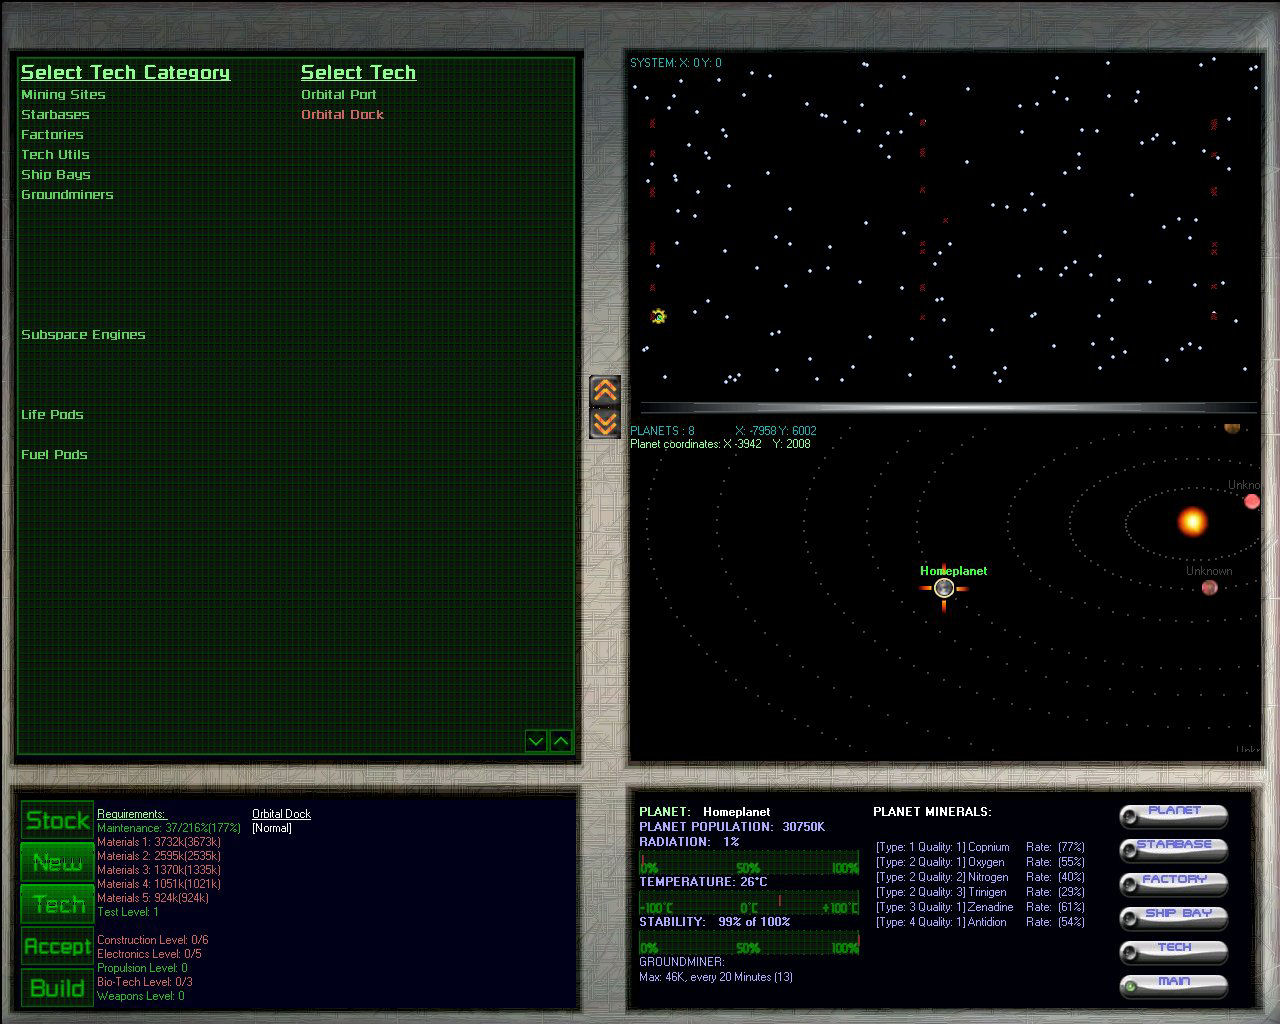 Select Tech Category
Select Tech
Mining Sites
Orbital Port
Starbases
Orbital Dock
Factories
Tech Utils
Ship Bays
Groundminers
Subspace Engines
Life Pods
Fuel Pods
SYSTEM: X: 0 Y: 0
PLANETS : 8 X: -7958 Y: 6002
Planet coordinates: X -3942 Y: 2008
Unkno
Homeplanet
Unknown
Stock
New
Tech
Accept
Build
Requirements:
Orbital Dock
Maintenance: 37/216%(177%)
[Normal]
Materials 1: 3732k(3673k)
Materials 2: 2595k(2535k)
Materials 3: 1370k(1335k)
Materials 4: 1051k(1021k)
Materials 5: 924k(924k)
Test Level: 1
Construction Level: 0/6
Electronics Level: 0/5
Propulsion Level: 0
Bio-Tech Level: 0/3
Weapons Level: 0
PLANET: Homeplanet
PLANET POPULATION: 30750K
RADIATION: 1%
0% 50% 100%
TEMPERATURE: 26°C
-100°C 0°C +100°C
STABILITY: 99% of 100%
0% 50% 100%
GROUNDMINER:
Max: 46K, every 20 Minutes (13)
PLANET MINERALS:
[Type: 1 Quality: 1] Copnium Rate: (77%)
[Type: 2 Quality: 1] Oxygen Rate: (55%)
[Type: 2 Quality: 2] Nitrogen Rate: (40%)
[Type: 2 Quality: 3] Trinigen Rate: (29%)
[Type: 3 Quality: 1] Zenadine Rate: (61%)
[Type: 4 Quality: 1] Antidion Rate: (54%)
PLANET
STARBASE
FACTORY
SHIP BAY
TECH
MAIN